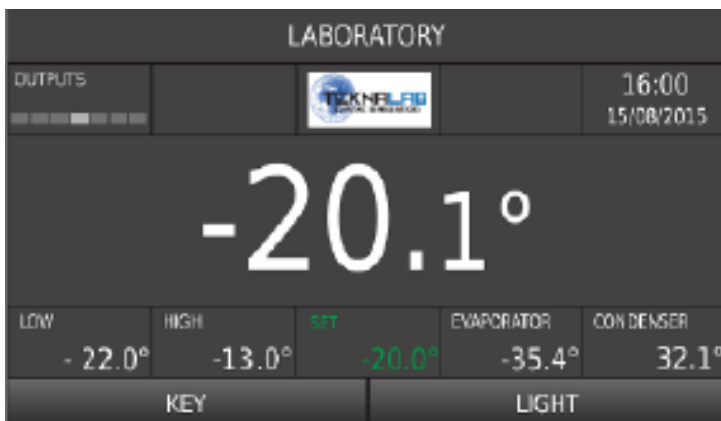 LABORATORY
OUTPUTS
TEKNALAB
16:00
15/08/2015
-20.1°
LOW
- 22.0°
HIGH
-13.0°
SET
-20.0°
EVAPORATOR
-35.4°
CONDENSER
32.1°
KEY
LIGHT